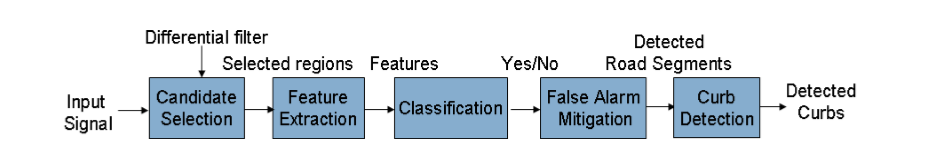 Differential filter
Selected regions
Features
Yes/No
Detected
Road Segments
Input
Signal
Candidate
Selection
Feature
Extraction
Classification
False Alarm
Mitigation
Curb
Detection
Detected
Curbs